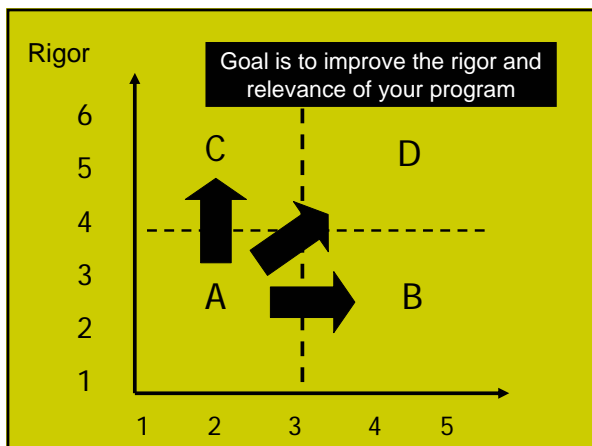 Rigor
Goal is to improve the rigor and
relevance of your program
6
C
D
5
4
3
A
B
2
1
1 2 3 4 5